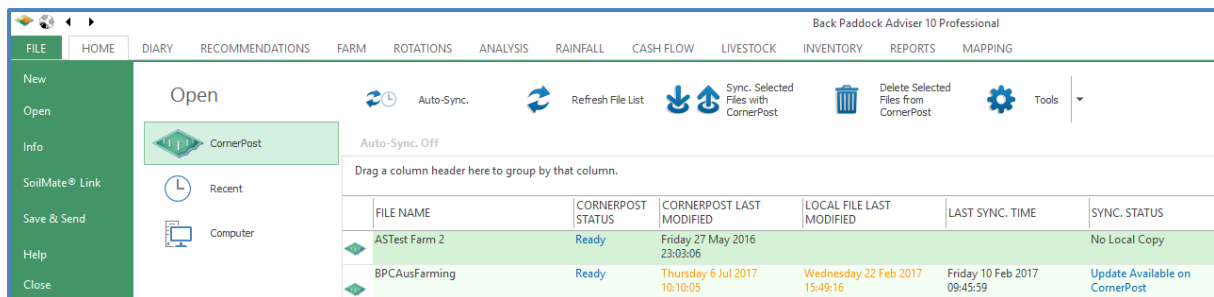 Back Paddock Adviser 10 Professional
FILE HOME DIARY RECOMMENDATIONS FARM ROTATIONS ANALYSIS RAINFALL CASH FLOW LIVESTOCK INVENTORY REPORTS MAPPING
New
Open
Info
SoilMate® Link
Save & Send
Help
Close
Open
CornerPost
Recent
Computer
Auto-Sync.
Refresh File List
Sync. Selected
Files with
CornerPost
Delete Selected
Files from
CornerPost
Tools
Auto-Sync. Off
Drag a column header here to group by that column.
FILE NAME
CORNERPOST
STATUS
CORNERPOST LAST
MODIFIED
LOCAL FILE LAST
MODIFIED
LAST SYNC. TIME
SYNC. STATUS
ASTest Farm 2
Ready
Friday 27 May 2016
23:03:06
No Local Copy
BPCAusFarming
Ready
Thursday 6 Jul 2017
10:10:05
Wednesday 22 Feb 2017
15:49:16
Friday 10 Feb 2017
09:45:59
Update Available on
CornerPost